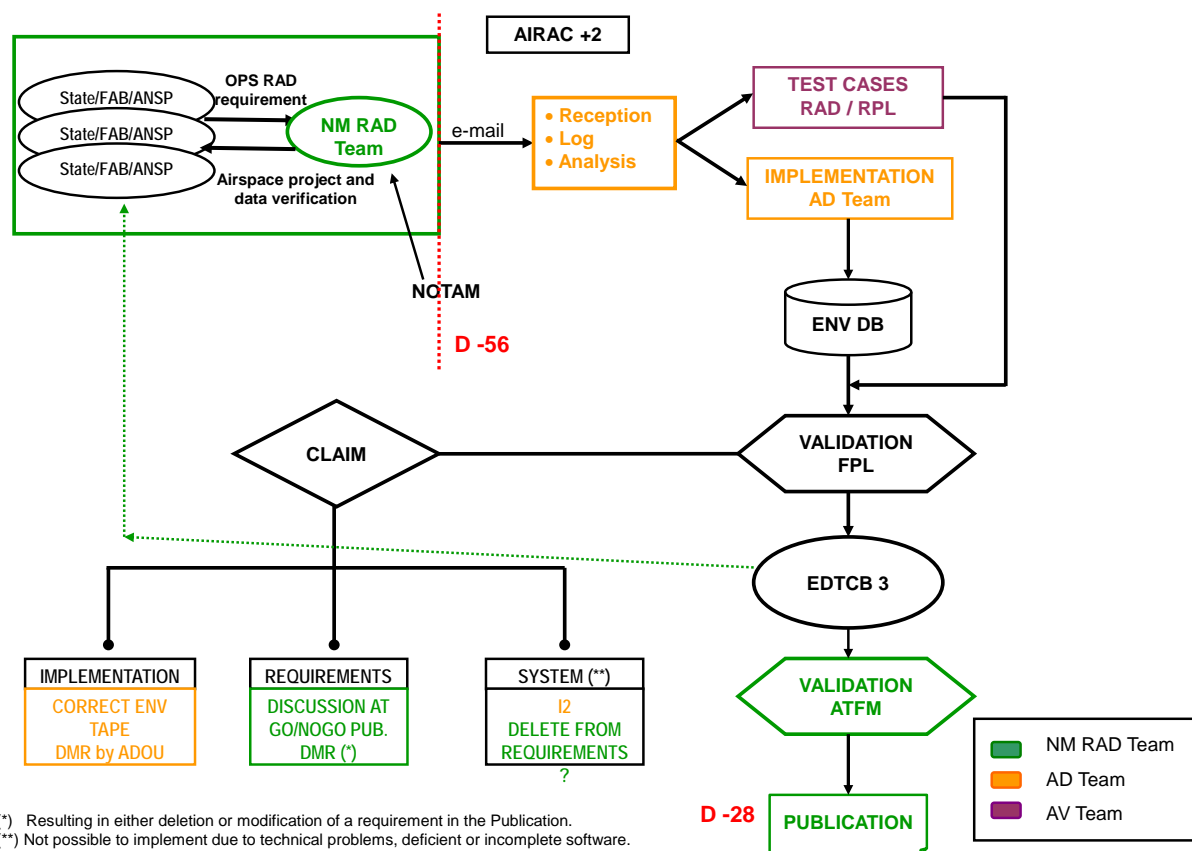 AIRAC +2
State/FAB/ANSP
State/FAB/ANSP
State/FAB/ANSP
OPS RAD
requirement
NM RAD
Team
Airspace project and
data verification
e-mail
• Reception
• Log
• Analysis
TEST CASES
RAD / RPL
IMPLEMENTATION
AD Team
NOTAM
D -56
ENV DB
CLAIM
VALIDATION
FPL
EDTCB 3
IMPLEMENTATION
CORRECT ENV
TAPE
DMR by ADOU
REQUIREMENTS
DISCUSSION AT
GO/NOGO PUB.
DMR (*)
SYSTEM (**)
I2
DELETE FROM
REQUIREMENTS
?
VALIDATION
ATFM
D -28
PUBLICATION
NM RAD Team
AD Team
AV Team
(*) Resulting in either deletion or modification of a requirement in the Publication.
(**) Not possible to implement due to technical problems, deficient or incomplete software.